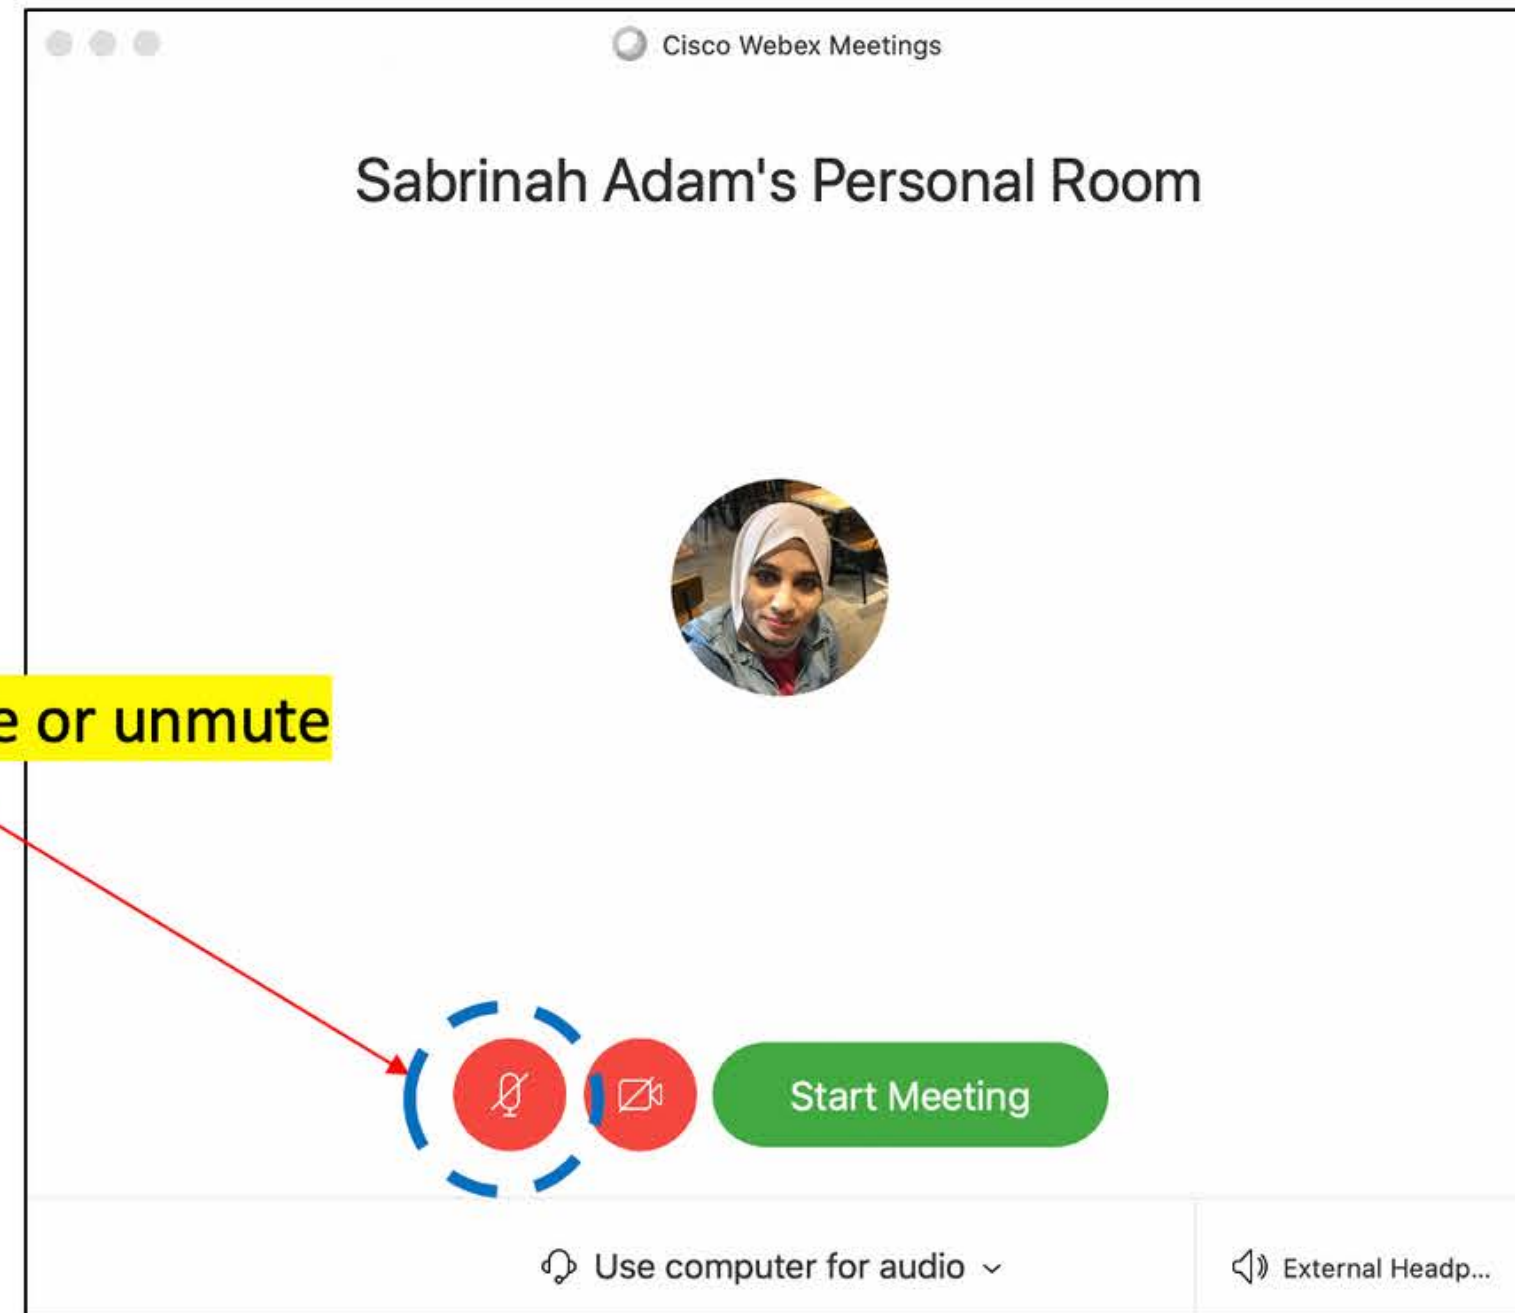 Cisco Webex Meetings
Sabrinah Adam's Personal Room
e or unmute
Start Meeting
Use computer for audio
External Headp...